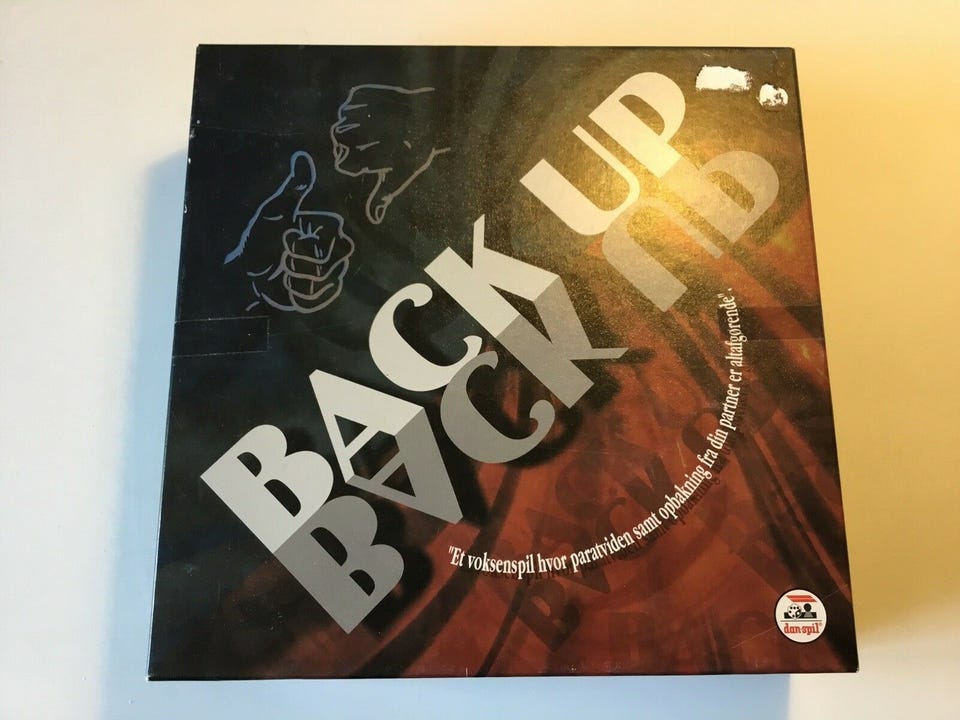 BACK UP
BACK UP
"Et voksenspil hvor paratviden samt opbakning fra din partner er altafgørende".
dan-spil®